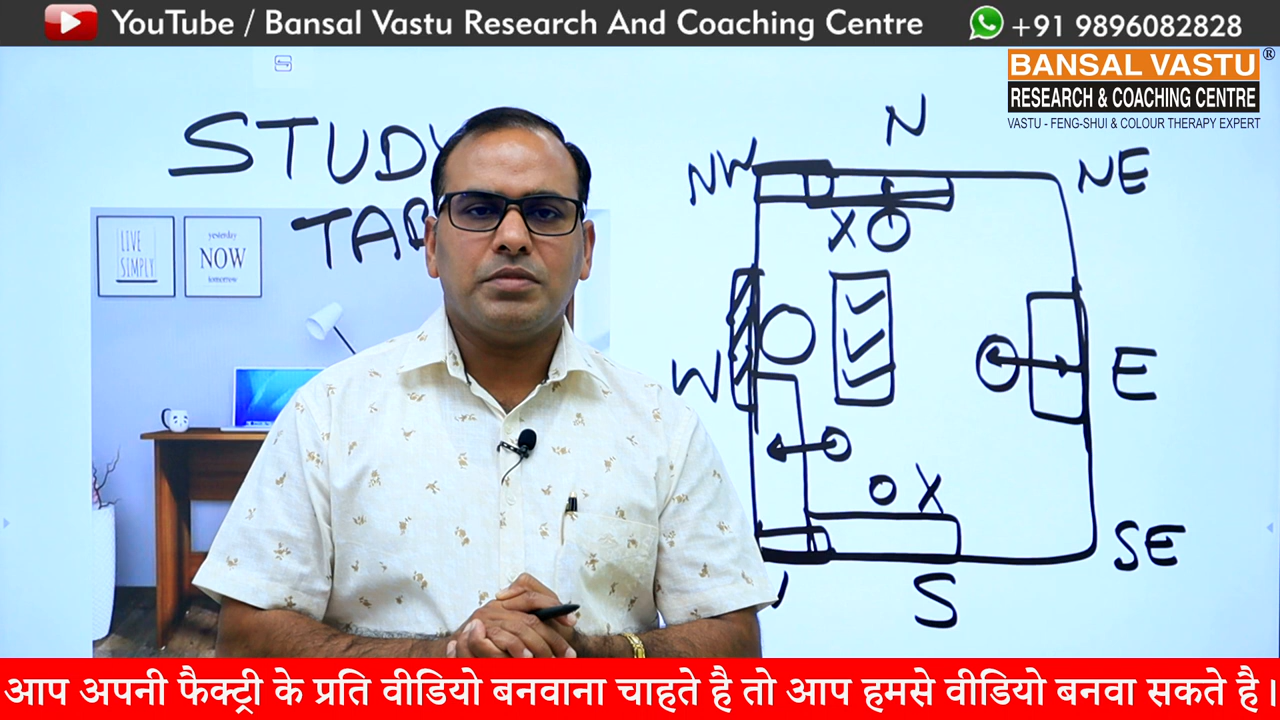 YouTube / Bansal Vastu Research And Coaching Centre
+91 9896082828
BANSAL VASTU ®
RESEARCH & COACHING CENTRE
VASTU - FENG-SHUI & COLOUR THERAPY EXPERT
STUDY
TAB
LIVE
SIMPLY
yesterday
NOW
tomorrow
N
NW
NE
X
W
E
X
SE
S
आप अपनी फैक्ट्री के प्रति वीडियो बनवाना चाहते है तो आप हमसे वीडियो बनवा सकते है।